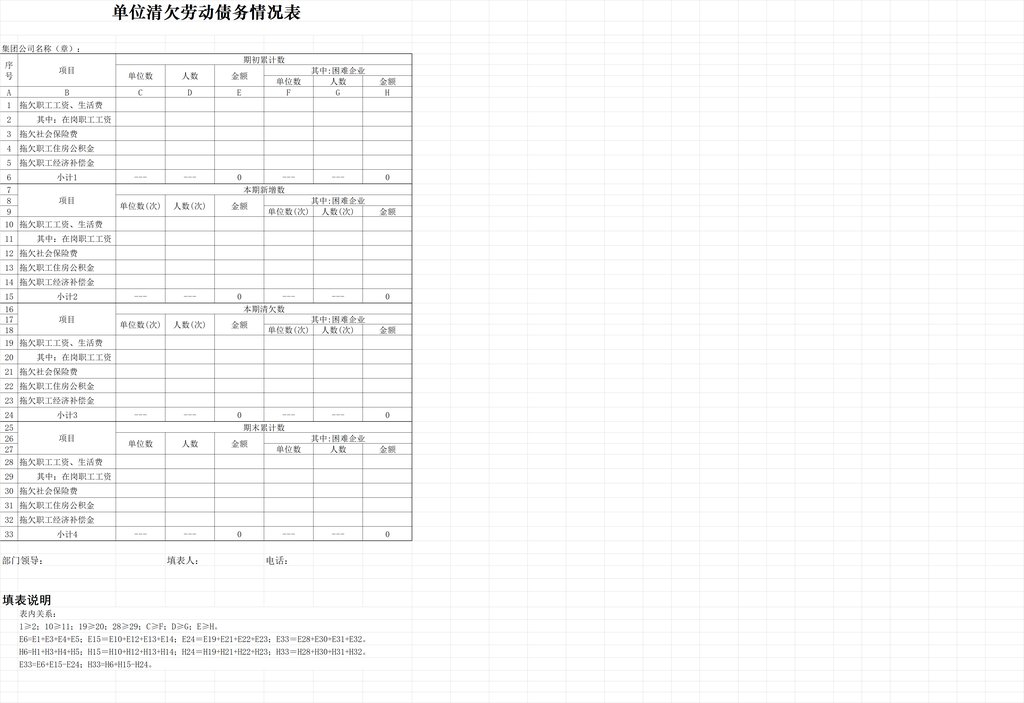 单位清欠劳动债务情况表
集团公司名称（章）：
序号 项目 期初累计数
单位数 人数 金额 其中:困难企业
单位数 人数 金额
A B C D E F G H
1 拖欠职工工资、生活费
2 其中：在岗职工工资
3 拖欠社会保险费
4 拖欠职工住房公积金
5 拖欠职工经济补偿金
6 小计1 --- --- 0 --- --- 0
7 项目 本期新增数
8 单位数(次) 人数(次) 金额 其中:困难企业
9 单位数(次) 人数(次) 金额
10 拖欠职工工资、生活费
11 其中：在岗职工工资
12 拖欠社会保险费
13 拖欠职工住房公积金
14 拖欠职工经济补偿金
15 小计2 --- --- 0 --- --- 0
16 项目 本期清欠数
17 单位数(次) 人数(次) 金额 其中:困难企业
18 单位数(次) 人数(次) 金额
19 拖欠职工工资、生活费
20 其中：在岗职工工资
21 拖欠社会保险费
22 拖欠职工住房公积金
23 拖欠职工经济补偿金
24 小计3 --- --- 0 --- --- 0
25 项目 期末累计数
26 单位数 人数 金额 其中:困难企业
27 单位数 人数 金额
28 拖欠职工工资、生活费
29 其中：在岗职工工资
30 拖欠社会保险费
31 拖欠职工住房公积金
32 拖欠职工经济补偿金
33 小计4 --- --- 0 --- --- 0
部门领导： 填表人： 电话：
填表说明
表内关系：
1≥2；10≥11；19≥20；28≥29；C≥F；D≥G；E≥H。
E6=E1+E3+E4+E5；E15＝E10+E12+E13+E14；E24＝E19+E21+E22+E23；E33＝E28+E30+E31+E32。
H6=H1+H3+H4+H5；H15＝H10+H12+H13+H14；H24＝H19+H21+H22+H23；H33＝H28+H30+H31+H32。
E33=E6+E15-E24；H33=H6+H15-H24。